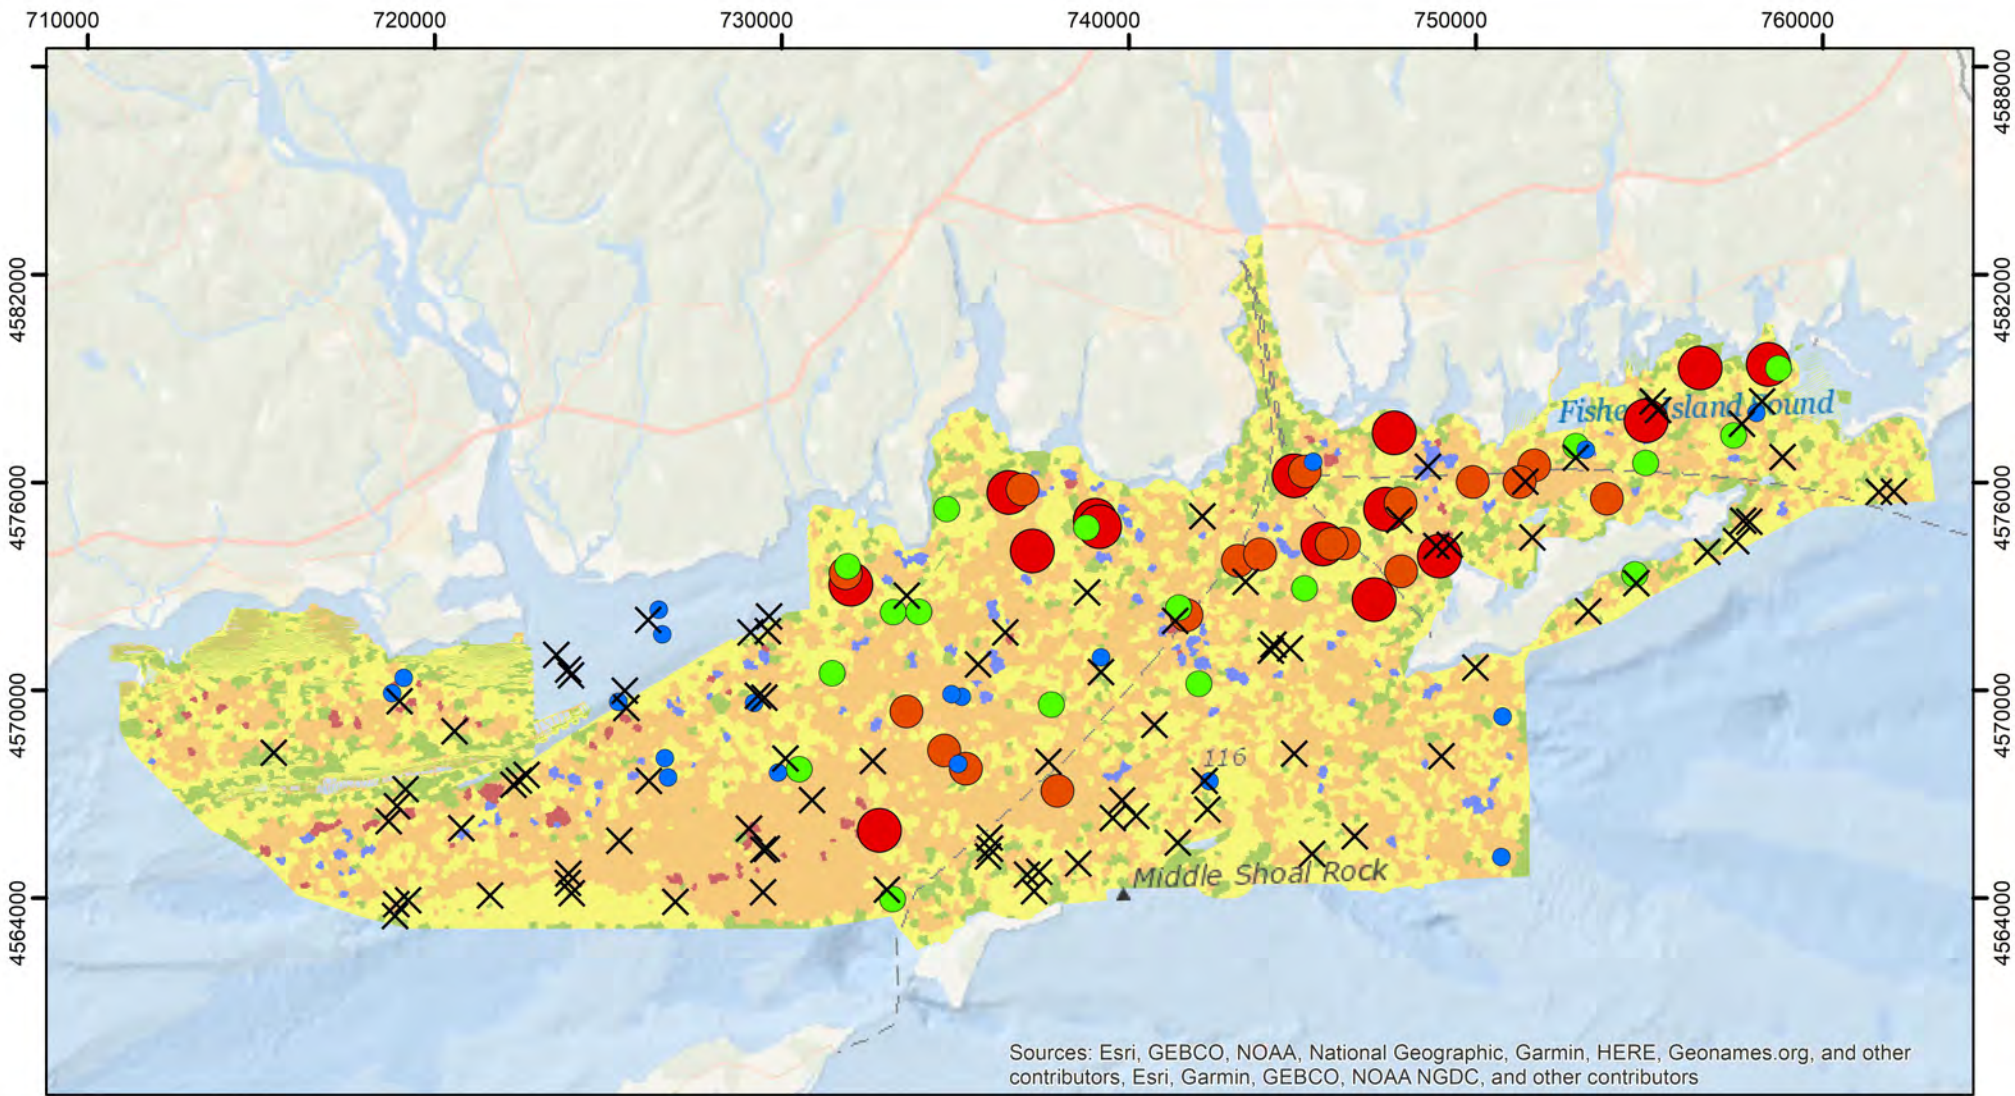 710000 720000 730000 740000 750000 760000
4588000
4582000 4582000
Fishe Island Sound
4576000 4576000
4570000 4570000
116
Middle Shoal Rock
4564000 4564000
Sources: Esri, GEBCO, NOAA, National Geographic, Garmin, HERE, Geonames.org, and other
contributors, Esri, Garmin, GEBCO, NOAA NGDC, and other contributors